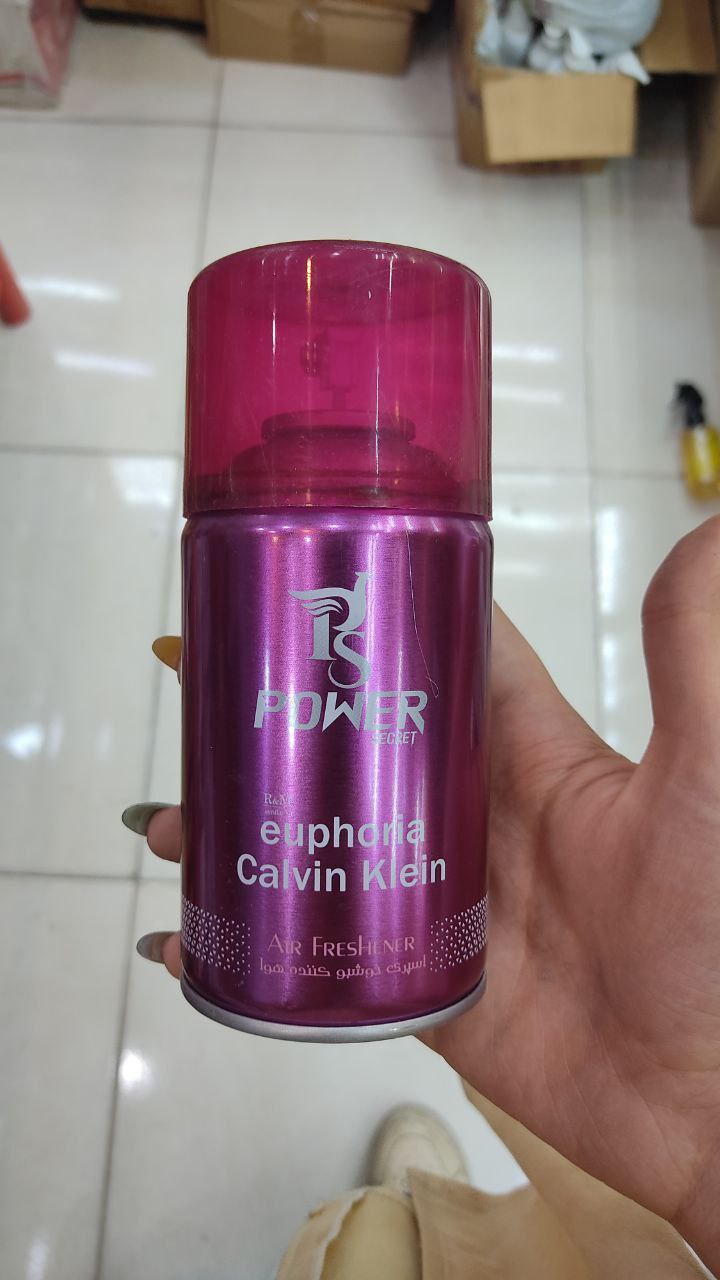 PS
POWER
SECRET
R&M
euphoria
Calvin Klein
AIR FRESHENER
اسپری خوشبو کننده هوا